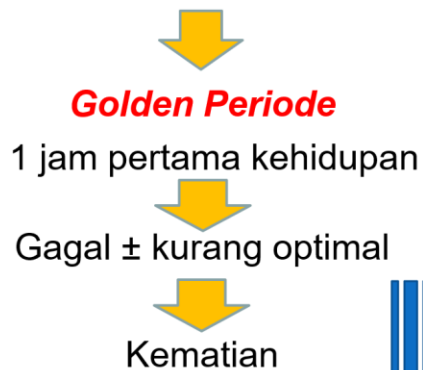 Golden Periode
1 jam pertama kehidupan
Gagal ± kurang optimal
Kematian